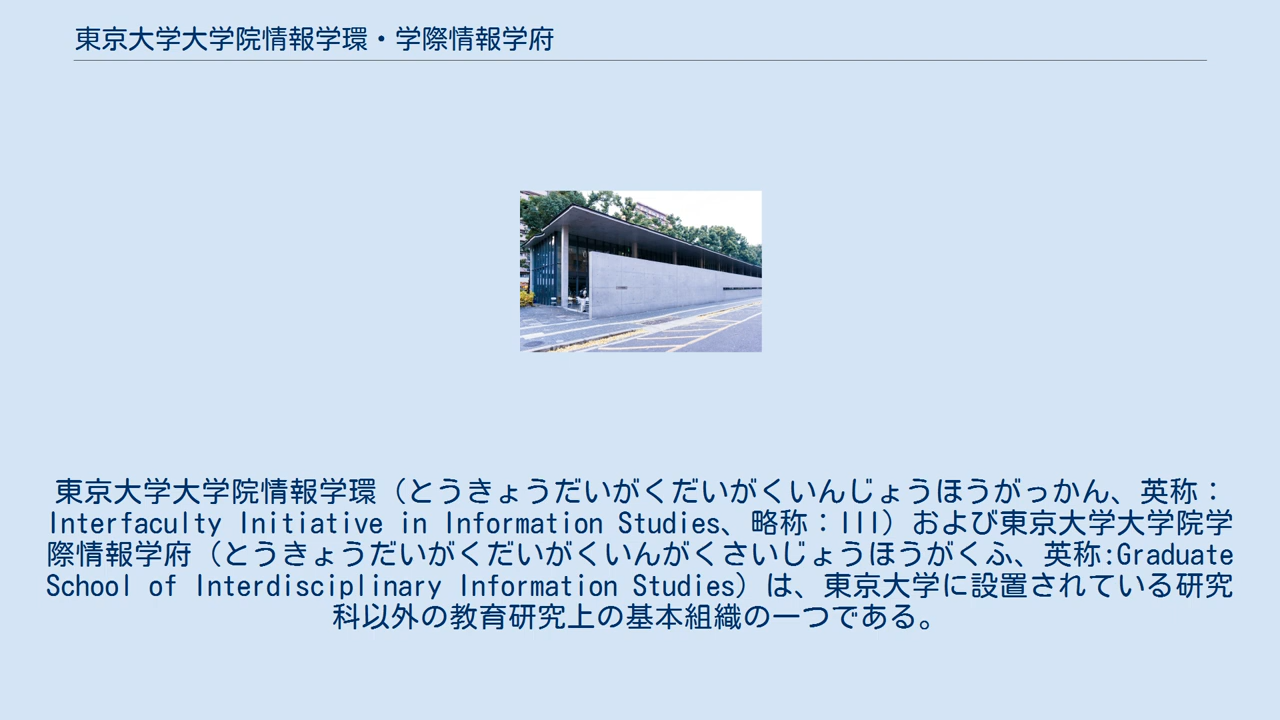 東京大学大学院情報学環・学際情報学府
東京大学大学院情報学環（とうきょうだいがくだいがくいんじょうほうがっかん、英称：
Interfaculty Initiative in Information Studies、略称：III）および東京大学大学院学
際情報学府（とうきょうだいがくだいがくいんがくさいじょうほうがくふ、英称:Graduate
School of Interdisciplinary Information Studies）は、東京大学に設置されている研究
科以外の教育研究上の基本組織の一つである。